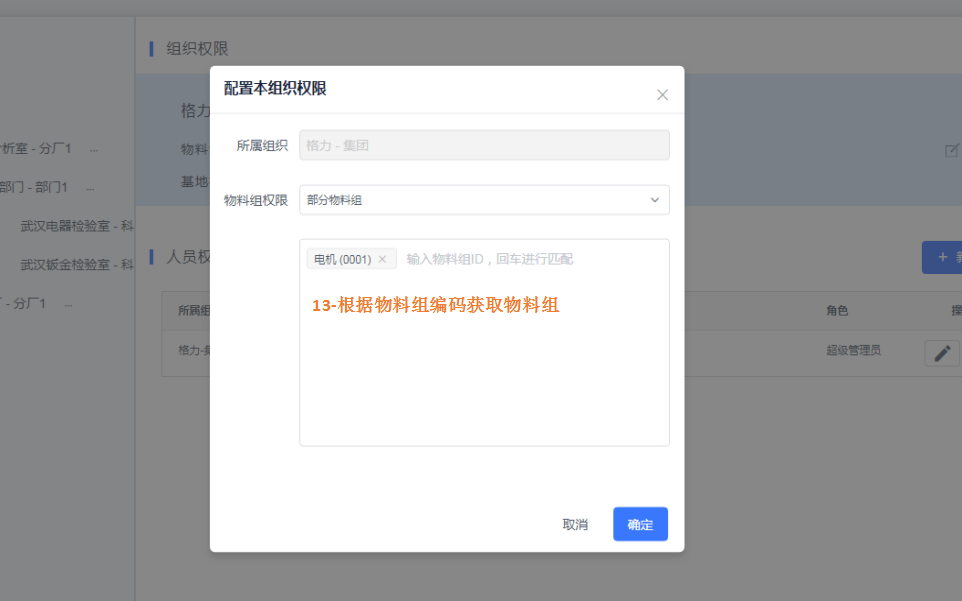 组织权限
配置本组织权限
格力
所属组织
格力 - 集团
析室 - 分厂1 ...
物料
部门 - 部门1 ...
基地
物料组权限
部分物料组
武汉电器检验室 - 科
电机 (0001) × 输入物料组ID，回车进行匹配
人员权
+
武汉钣金检验室 - 科
13-根据物料组编码获取物料组
- 分厂1 ...
所属组
角色
操
格力-集
超级管理员
取消
确定